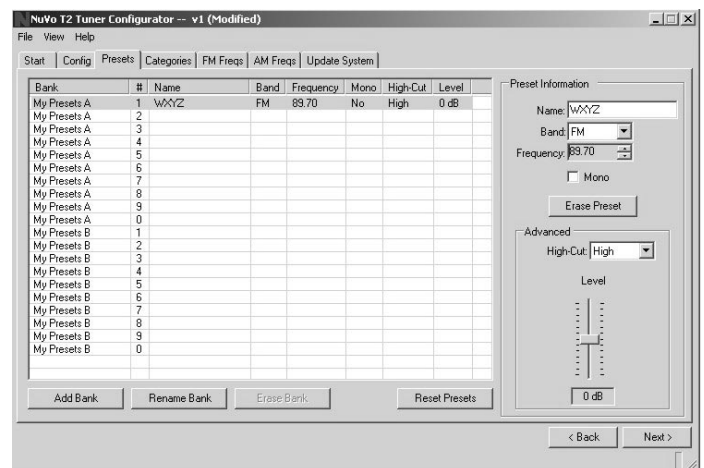 NuVo T2 Tuner Configurator -- v1 (Modified)
File View Help
Start Config Presets Categories FM Freqs AM Freqs Update System
Bank # Name Band Frequency Mono High-Cut Level
My Presets A 1 WXYZ FM 89.70 No High 0 dB
My Presets A 2
My Presets A 3
My Presets A 4
My Presets A 5
My Presets A 6
My Presets A 7
My Presets A 8
My Presets A 9
My Presets A 0
My Presets B 1
My Presets B 2
My Presets B 3
My Presets B 4
My Presets B 5
My Presets B 6
My Presets B 7
My Presets B 8
My Presets B 9
My Presets B 0
Add Bank Rename Bank Erase Bank Reset Presets
Preset Information
Name: WXYZ
Band: FM
Frequency: 89.70
Mono
Erase Preset
Advanced
High-Cut: High
Level
0 dB
< Back Next >